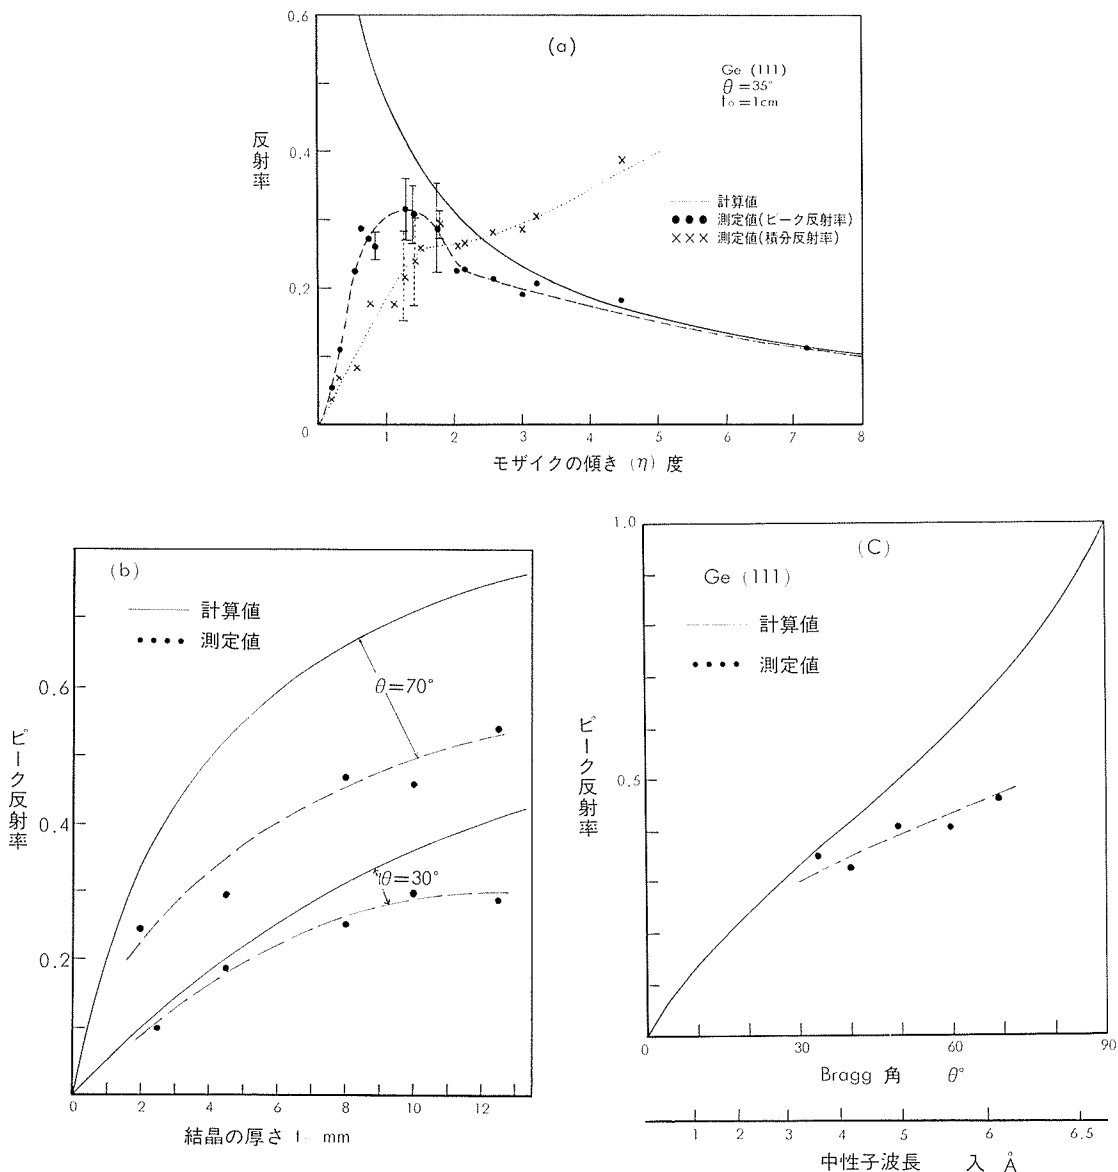 (a)
Ge (111)
θ=35°
t₀=1cm
反射率
0.6
0.4
0.2
0
1
2
3
4
5
6
7
8
計算値
測定値(ピーク反射率)
測定値(積分反射率)
モザイクの傾き (η) 度
(b)
計算値
測定値
θ=70°
θ=30°
ピーク反射率
0.6
0.4
0.2
0
2
4
6
8
10
12
結晶の厚さ t mm
(C)
Ge (111)
計算値
測定値
ピーク反射率
1.0
0.5
0
0
30
60
90
Bragg 角 θ°
1
2
3
4
5
6
6.5
中性子波長 入 Å